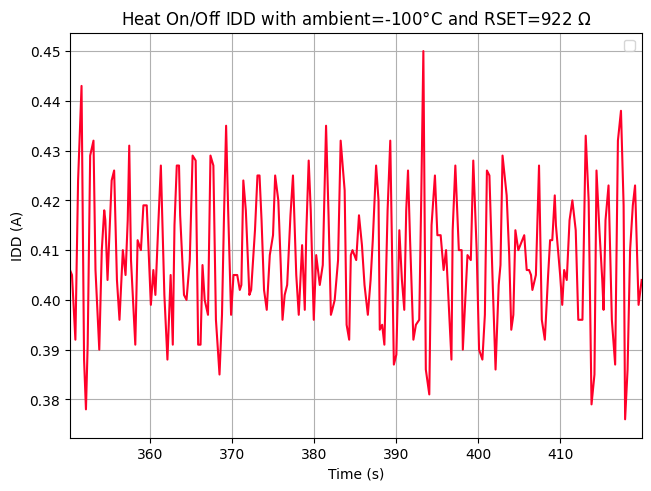 Heat On/Off IDD with ambient=-100°C and RSET=922 Ω
0.45
0.44
0.43
0.42
0.41
0.40
0.39
0.38
IDD (A)
360 370 380 390 400 410
Time (s)